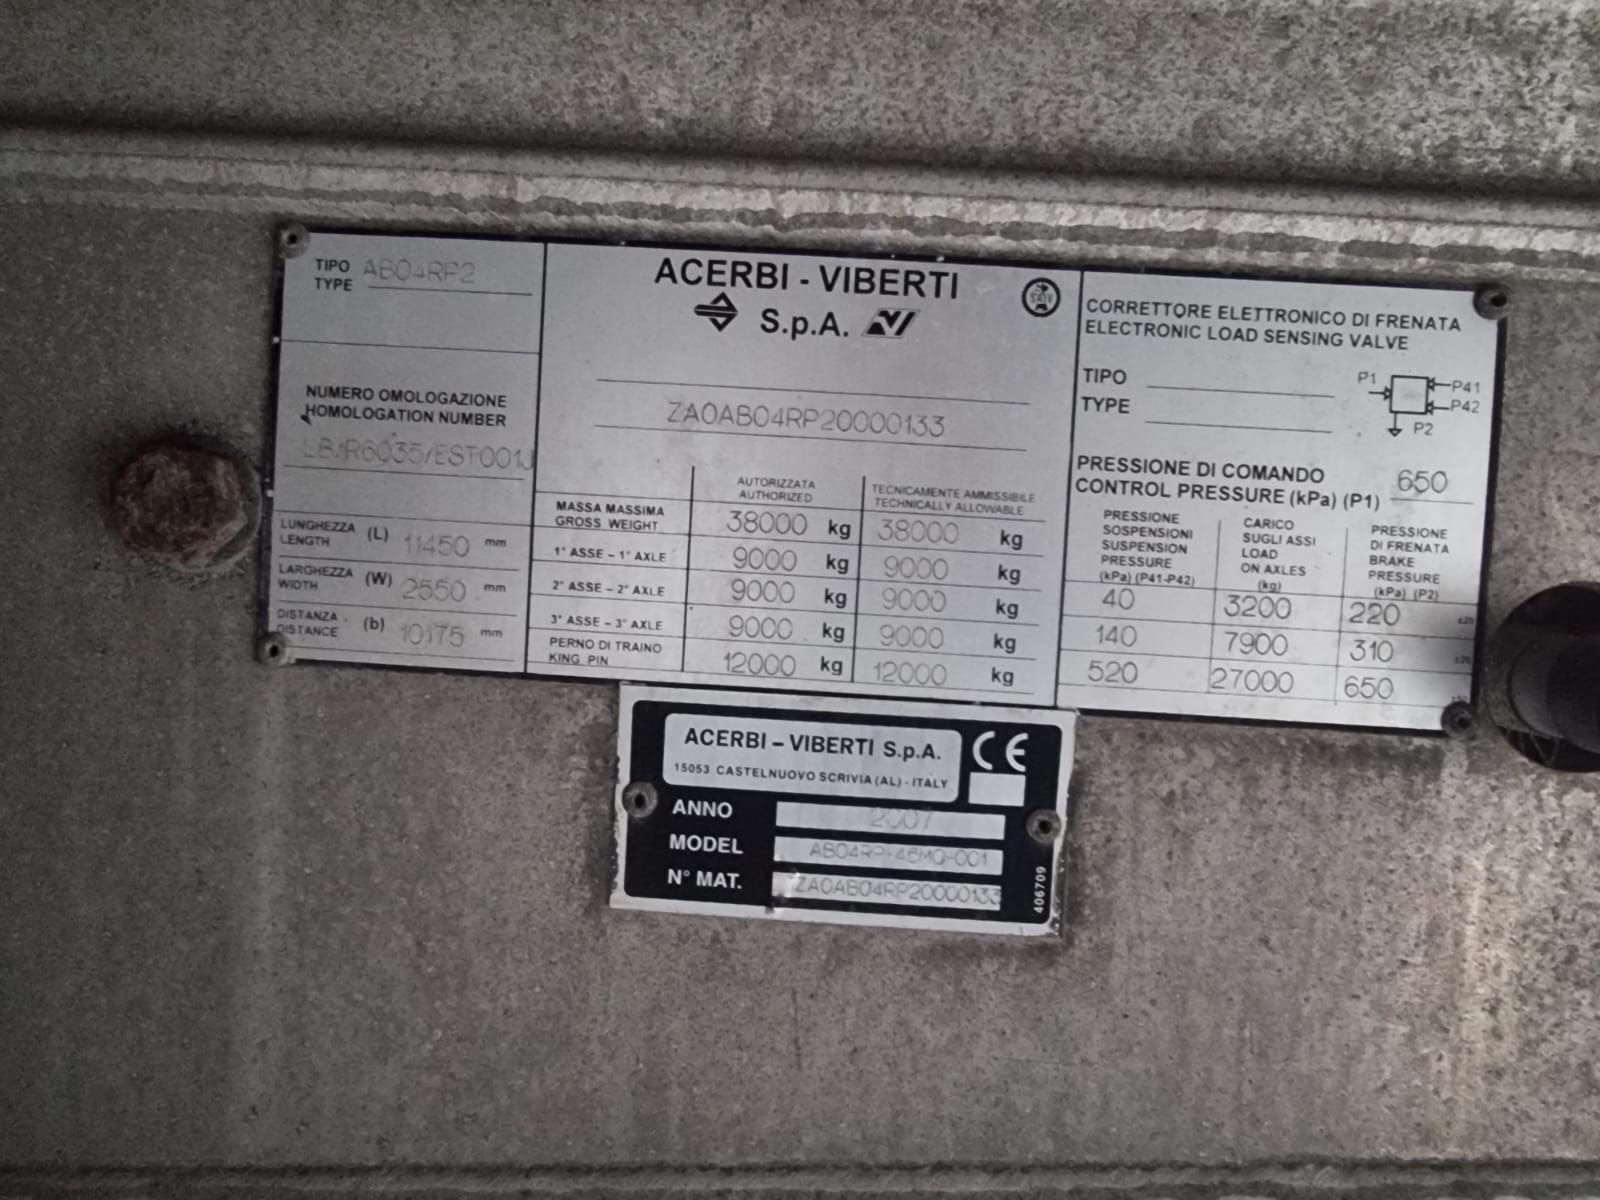 TIPO AB04RP2
TYPE
NUMERO OMOLOGAZIONE
HOMOLOGATION NUMBER
LUNGHEZZA (L) 11450 mm
LENGTH
LARGHEZZA (W) 2550 mm
WIDTH
DISTANZA (b) 10175 mm
DISTANCE
ACERBI - VIBERTI
S.p.A.
ZA0AB04RP20000133
AUTORIZZATA TECNICAMENTE AMMISSIBILE
AUTHORIZED TECHNICALLY ALLOWABLE
MASSA MASSIMA
GROSS WEIGHT 38000 kg 38000 kg
1° ASSE - 1° AXLE 9000 kg 9000 kg
2° ASSE - 2° AXLE 9000 kg 9000 kg
3° ASSE - 3° AXLE 9000 kg 9000 kg
PERNO DI TRAINO
KING PIN 12000 kg 12000 kg
CORRETTORE ELETTRONICO DI FRENATA
ELECTRONIC LOAD SENSING VALVE
TIPO
TYPE
P1 P41
P42
P2
PRESSIONE DI COMANDO
CONTROL PRESSURE (kPa) (P1) 650
PRESSIONE CARICO PRESSIONE
SOSPENSIONI SUGLI ASSI DI FRENATA
SUSPENSION LOAD BRAKE
PRESSURE ON AXLES PRESSURE
(kPa) (P41-P42) (kg) (kPa) (P2)
40 3200 220 ±20
140 7900 310 ±20
520 27000 650
ACERBI - VIBERTI S.p.A. CE
15053 CASTELNUOVO SCRIVIA (AL) - ITALY
ANNO 2007
MODEL AB04RP-45MQ-001
N° MAT. ZA0AB04RP20000133
406709